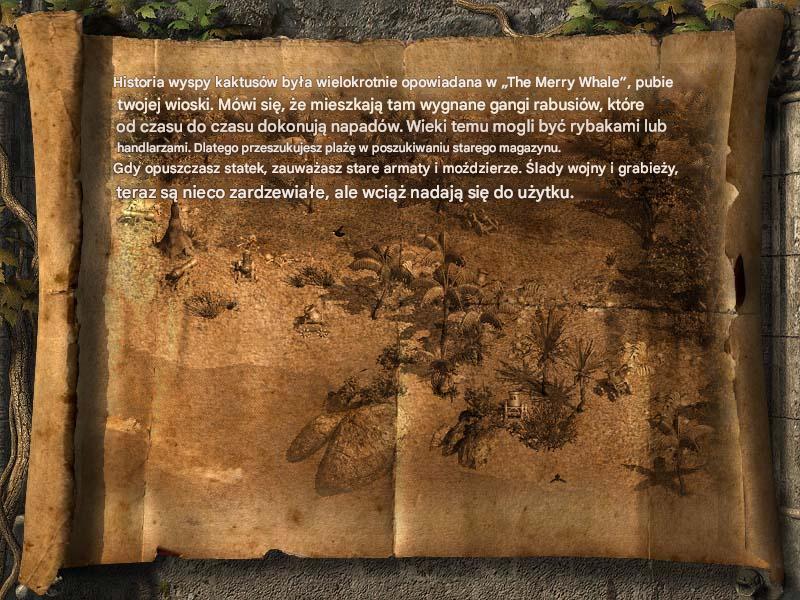 Historia wyspy kaktusów była wielokrotnie opowiadana w „The Merry Whale”, pubie
twojej wioski. Mówi się, że mieszkają tam wygnane gangi rabusiów, które
od czasu do czasu dokonują napadów. Wieki temu mogli być rybakami lub
handlarzami. Dlatego przeszukujesz plażę w poszukiwaniu starego magazynu.
Gdy opuszczasz statek, zauważasz stare armaty i moździerze. Ślady wojny i grabieży,
teraz są nieco zardzewiałe, ale wciąż nadają się do użytku.